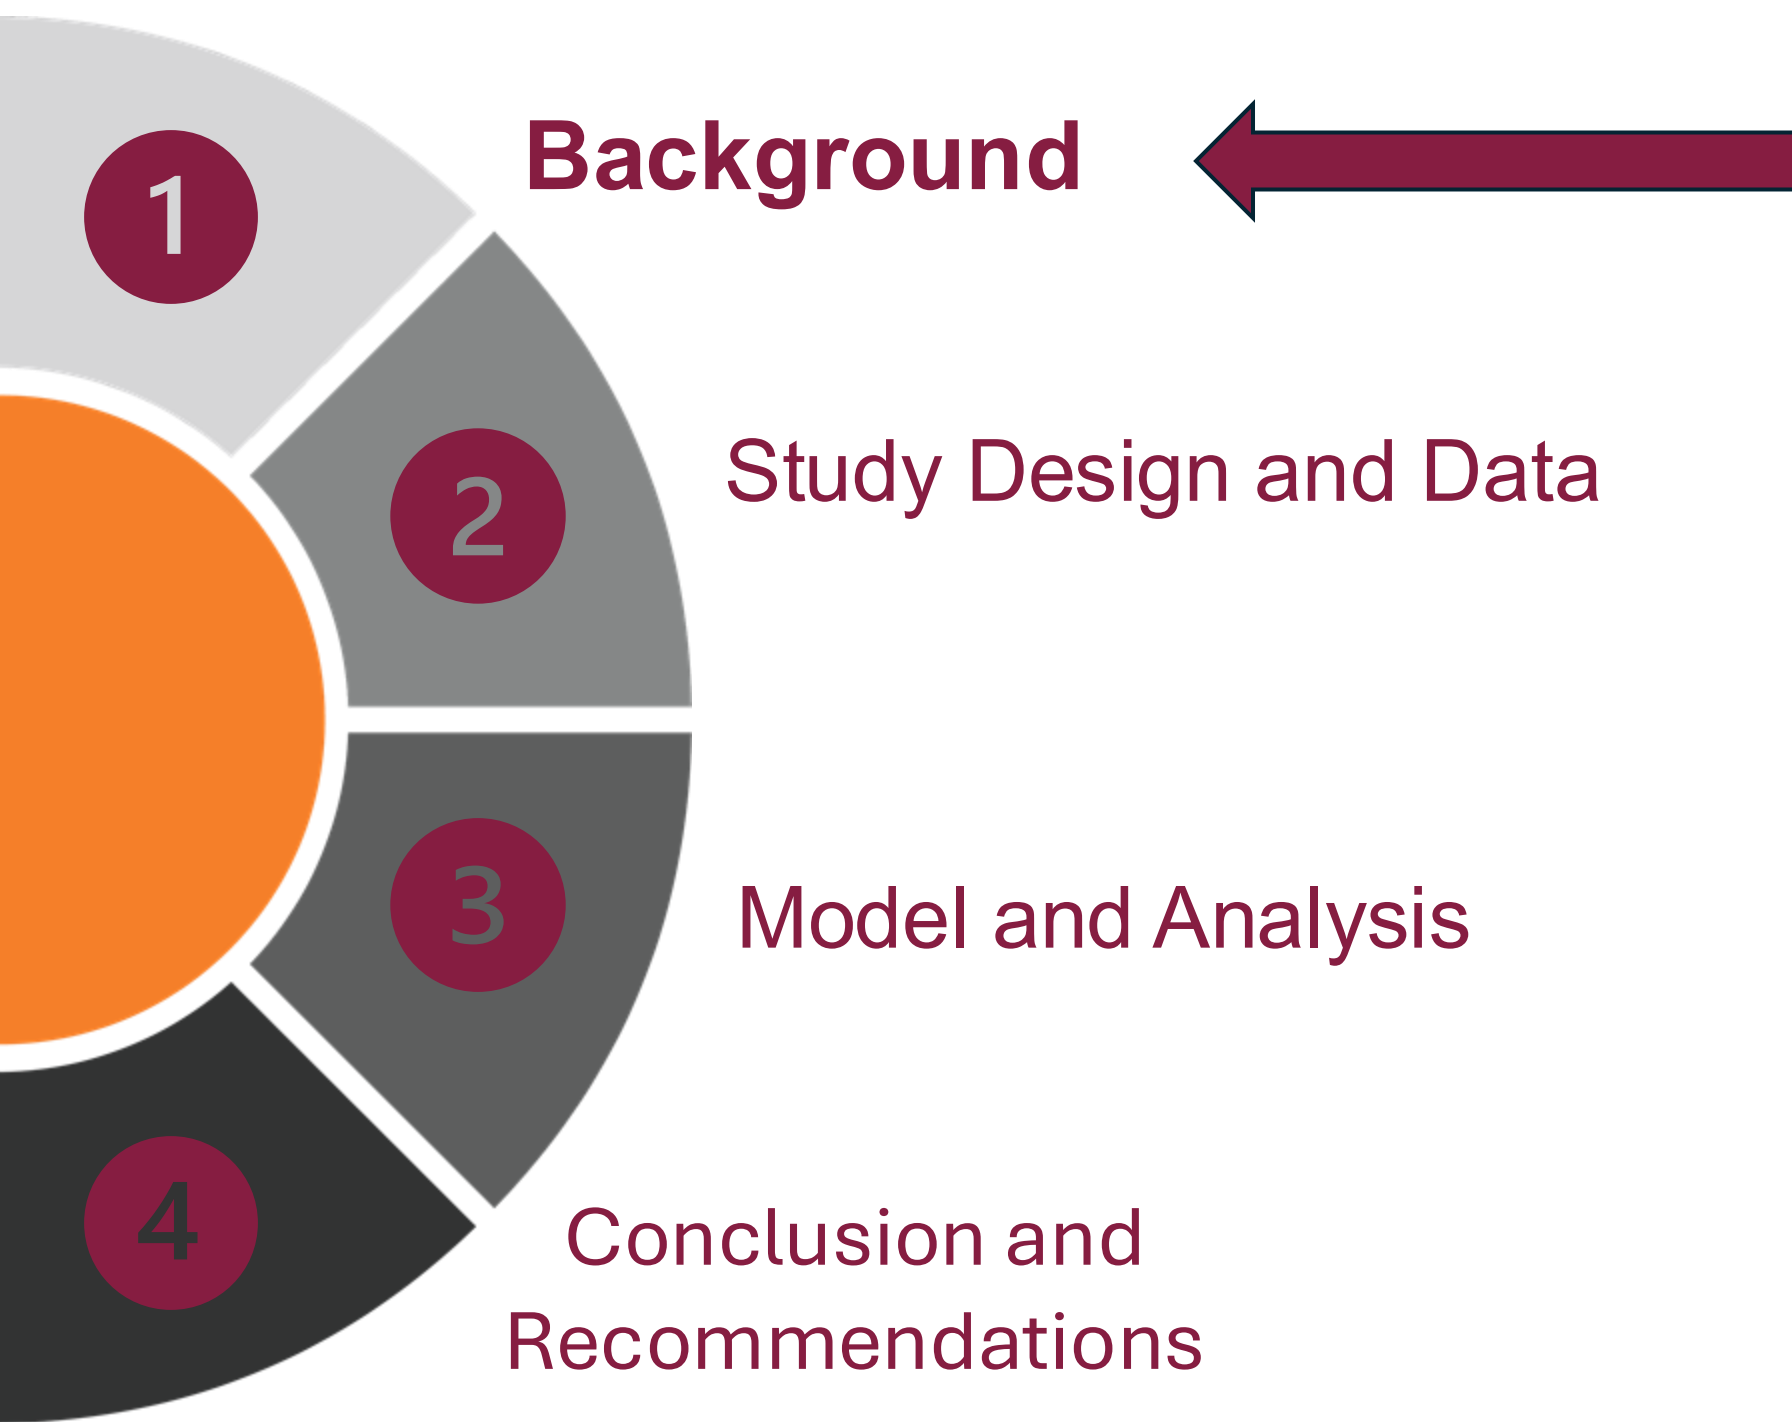 1
Background
2
Study Design and Data
3
Model and Analysis
4
Conclusion and
Recommendations